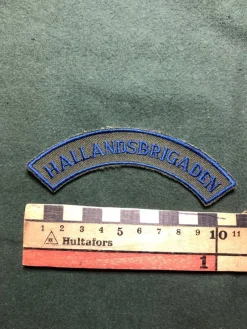 HALLANDSBRIGADEN
1 2 3 4 5 6 7 8 9 10 11
Hultafors
1